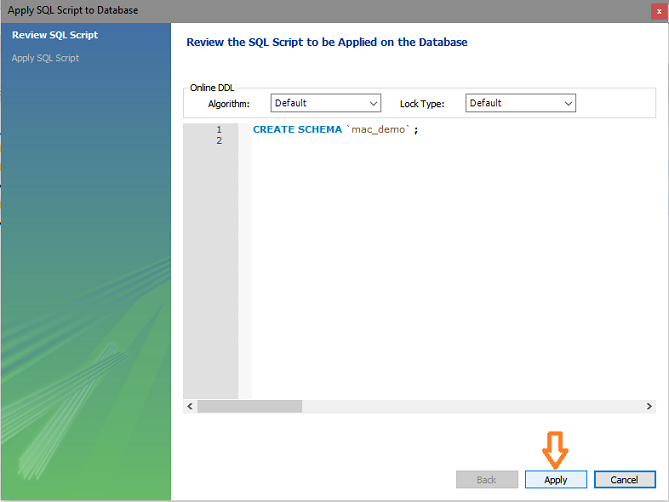 Apply SQL Script to Database
x
Review SQL Script
Apply SQL Script
Review the SQL Script to be Applied on the Database
Online DDL
Algorithm: Default Lock Type: Default
1 CREATE SCHEMA `mac_demo` ;
2
Back Apply Cancel